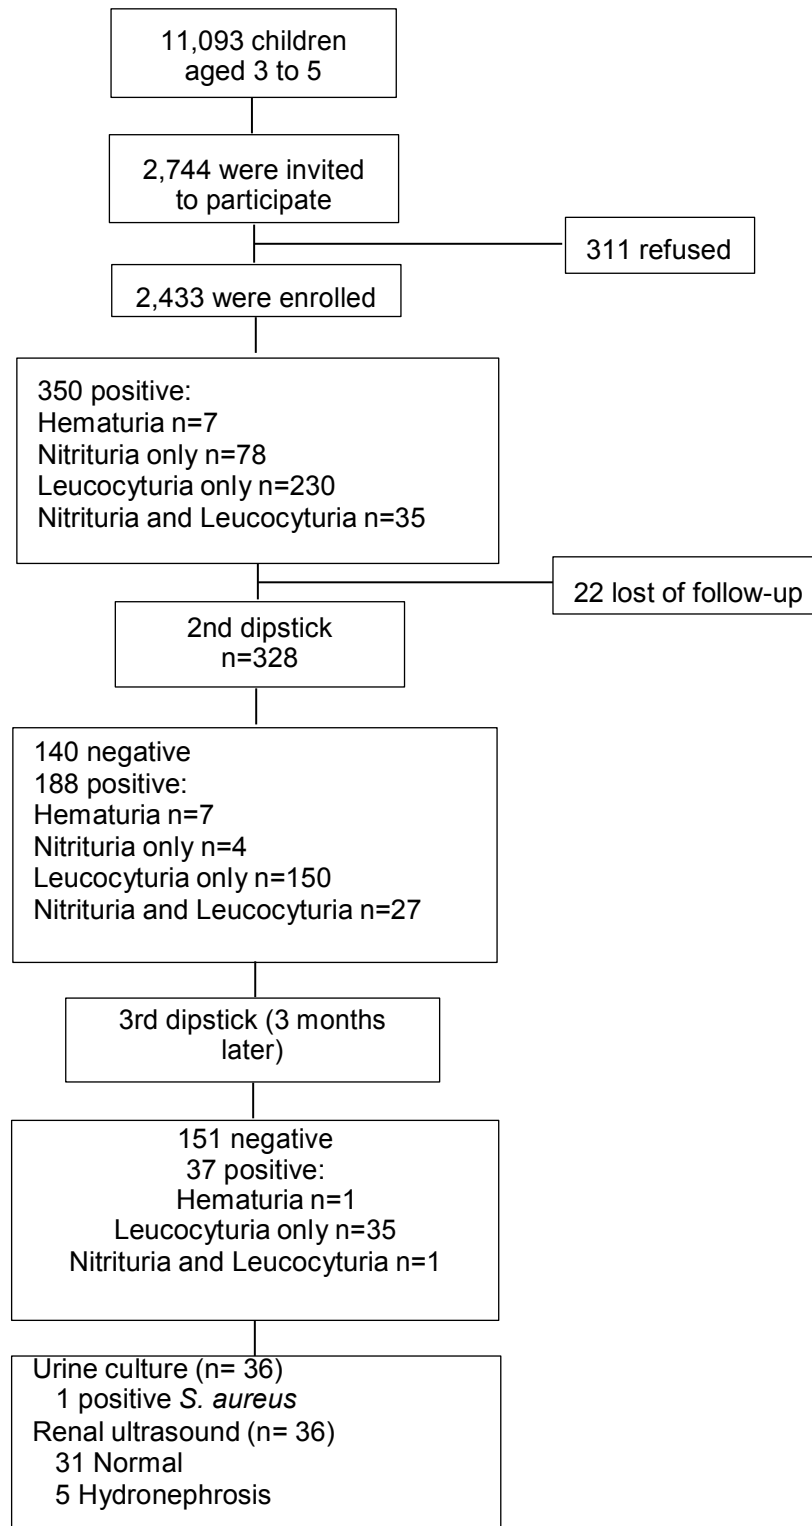 11,093 children
aged 3 to 5
2,744 were invited
to participate
311 refused
2,433 were enrolled
350 positive:
Hematuria n=7
Nitrituria only n=78
Leucocyturia only n=230
Nitrituria and Leucocyturia n=35
22 lost of follow-up
2nd dipstick
n=328
140 negative
188 positive:
Hematuria n=7
Nitrituria only n=4
Leucocyturia only n=150
Nitrituria and Leucocyturia n=27
3rd dipstick (3 months
later)
151 negative
37 positive:
Hematuria n=1
Leucocyturia only n=35
Nitrituria and Leucocyturia n=1
Urine culture (n= 36)
1 positive S. aureus
Renal ultrasound (n= 36)
31 Normal
5 Hydronephrosis